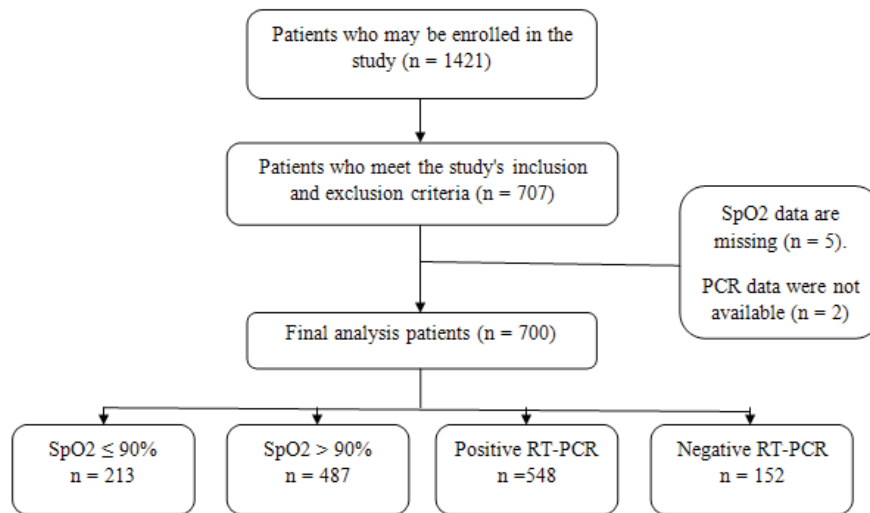 Patients who may be enrolled in the
study (n = 1421)
Patients who meet the study's inclusion
and exclusion criteria (n = 707)
SpO2 data are
missing (n = 5).
PCR data were not
available (n = 2)
Final analysis patients (n = 700)
SpO2 ≤ 90%
n = 213
SpO2 > 90%
n = 487
Positive RT-PCR
n =548
Negative RT-PCR
n = 152